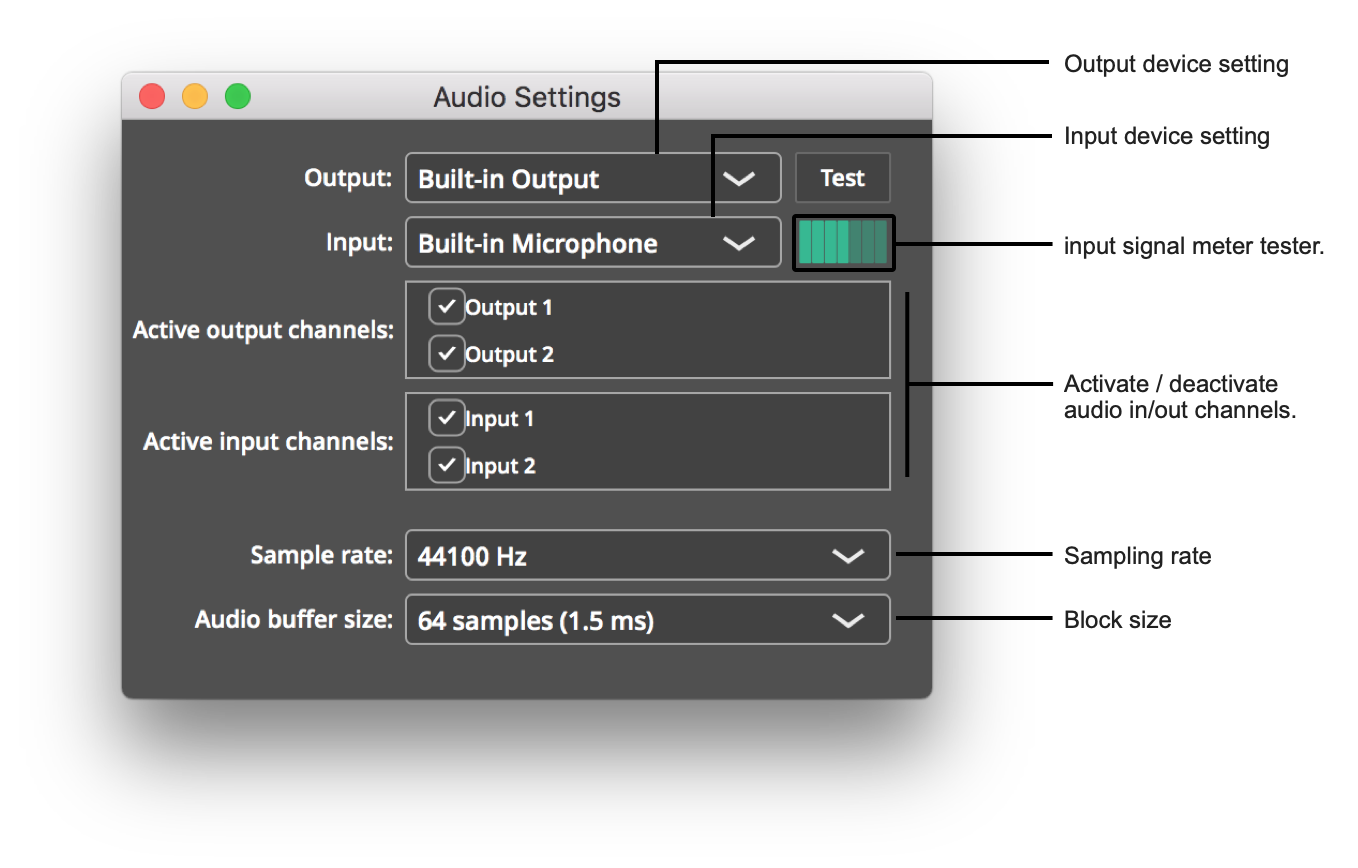 Audio Settings
Output device setting
Input device setting
Output: Built-in Output Test
Input: Built-in Microphone
input signal meter tester.
Active output channels:
Output 1
Output 2
Activate / deactivate
audio in/out channels.
Active input channels:
Input 1
Input 2
Sample rate: 44100 Hz
Sampling rate
Audio buffer size: 64 samples (1.5 ms)
Block size